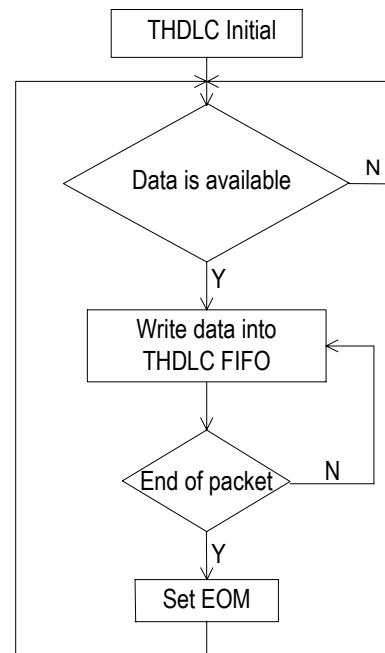 THDLC Initial
Data is available
N
Y
Write data into
THDLC FIFO
End of packet
N
Y
Set EOM